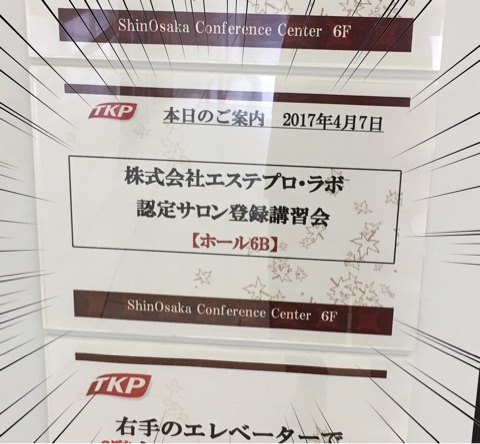 ShinOsaka Conference Center 6F
TKP
本日のご案内 2017年4月7日
株式会社エステプロ・ラボ
認定サロン登録講習会
【ホール6B】
ShinOsaka Conference Center 6F
TKP
右手のエレベーターで